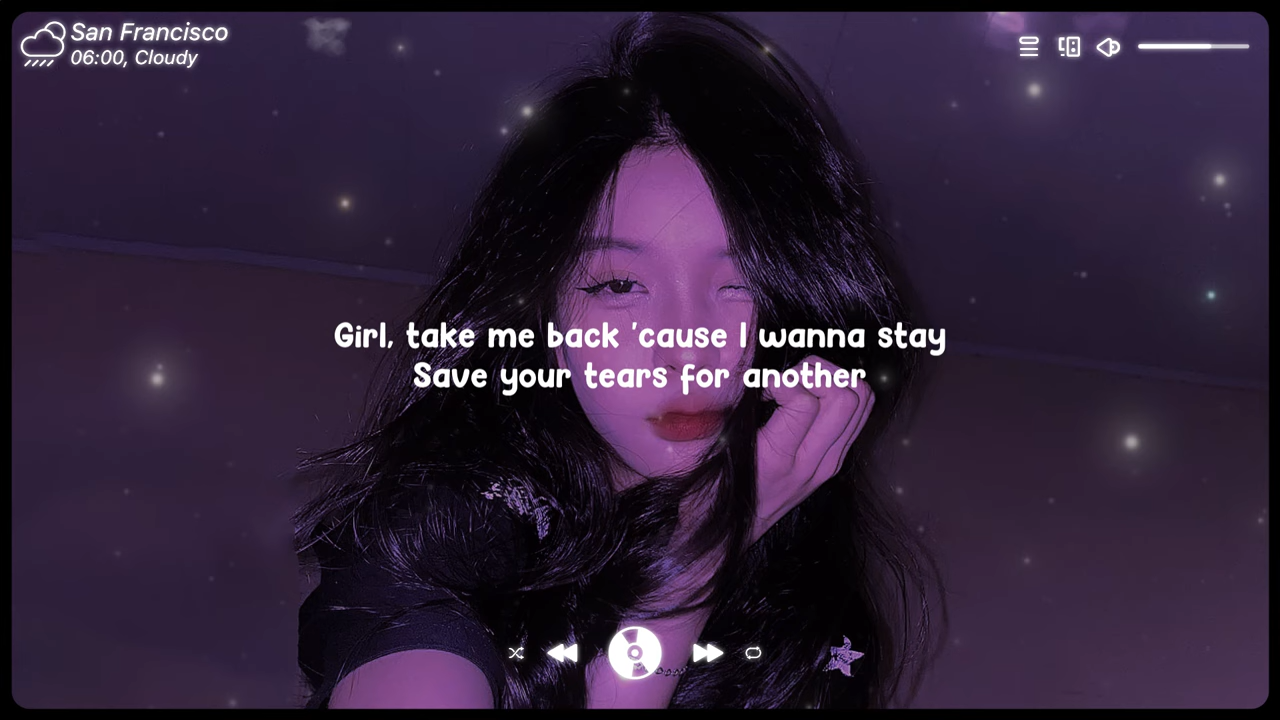 San Francisco
06:00, Cloudy
Girl, take me back 'cause I wanna stay
Save your tears for another